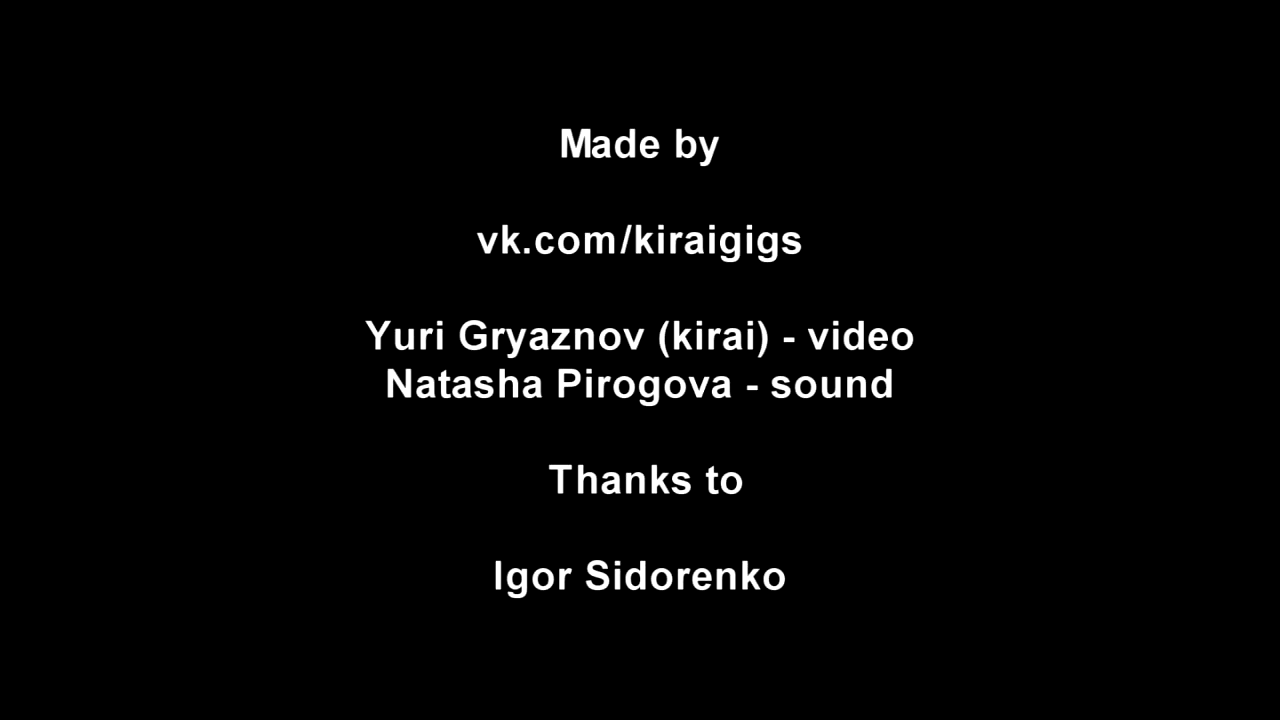 Made by
vk.com/kiraigigs
Yuri Gryaznov (kirai) - video
Natasha Pirogova - sound
Thanks to
Igor Sidorenko